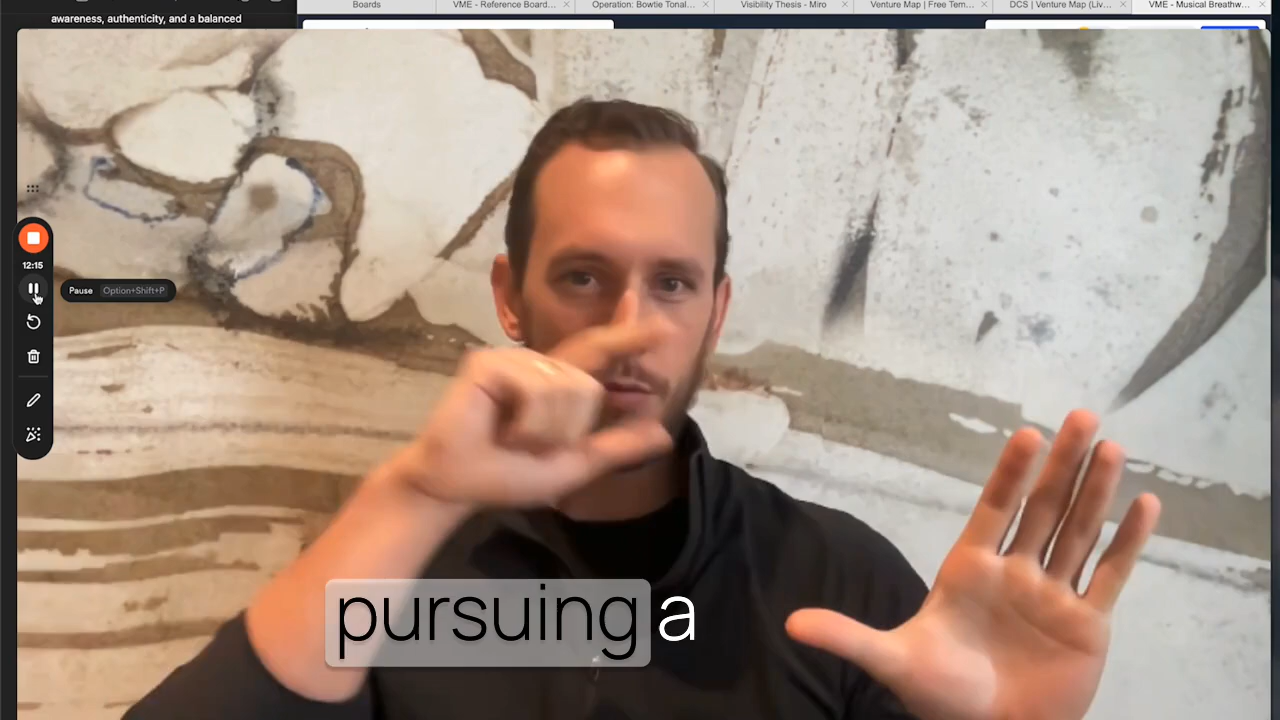 awareness, authenticity, and a balanced
Boards
VME - Reference Board...
Operation: Bowtie Tonal...
Visibility Thesis - Miro
Venture Map | Free Tem...
DCS | Venture Map (Liv...
VME - Musical Breathw...
12:15
Pause Option+Shift+P
pursuing a